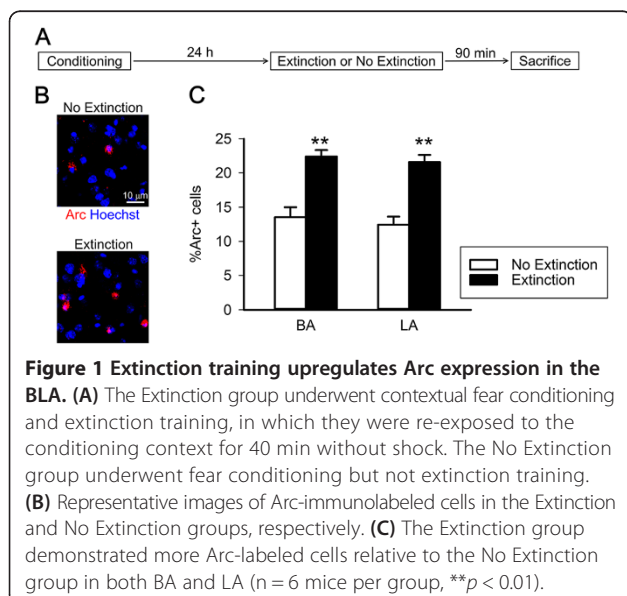 A
24 h
90 min
Conditioning
Extinction or No Extinction
Sacrifice
B
No Extinction
10 μm
Arc Hoechst
Extinction
C
25
20
15
10
5
0
%Arc+ cells
**
**
BA
LA
No Extinction
Extinction
Figure 1 Extinction training upregulates Arc expression in the
BLA. (A) The Extinction group underwent contextual fear conditioning
and extinction training, in which they were re-exposed to the
conditioning context for 40 min without shock. The No Extinction
group underwent fear conditioning but not extinction training.
(B) Representative images of Arc-immunolabeled cells in the Extinction
and No Extinction groups, respectively. (C) The Extinction group
demonstrated more Arc-labeled cells relative to the No Extinction
group in both BA and LA (n = 6 mice per group, **p < 0.01).